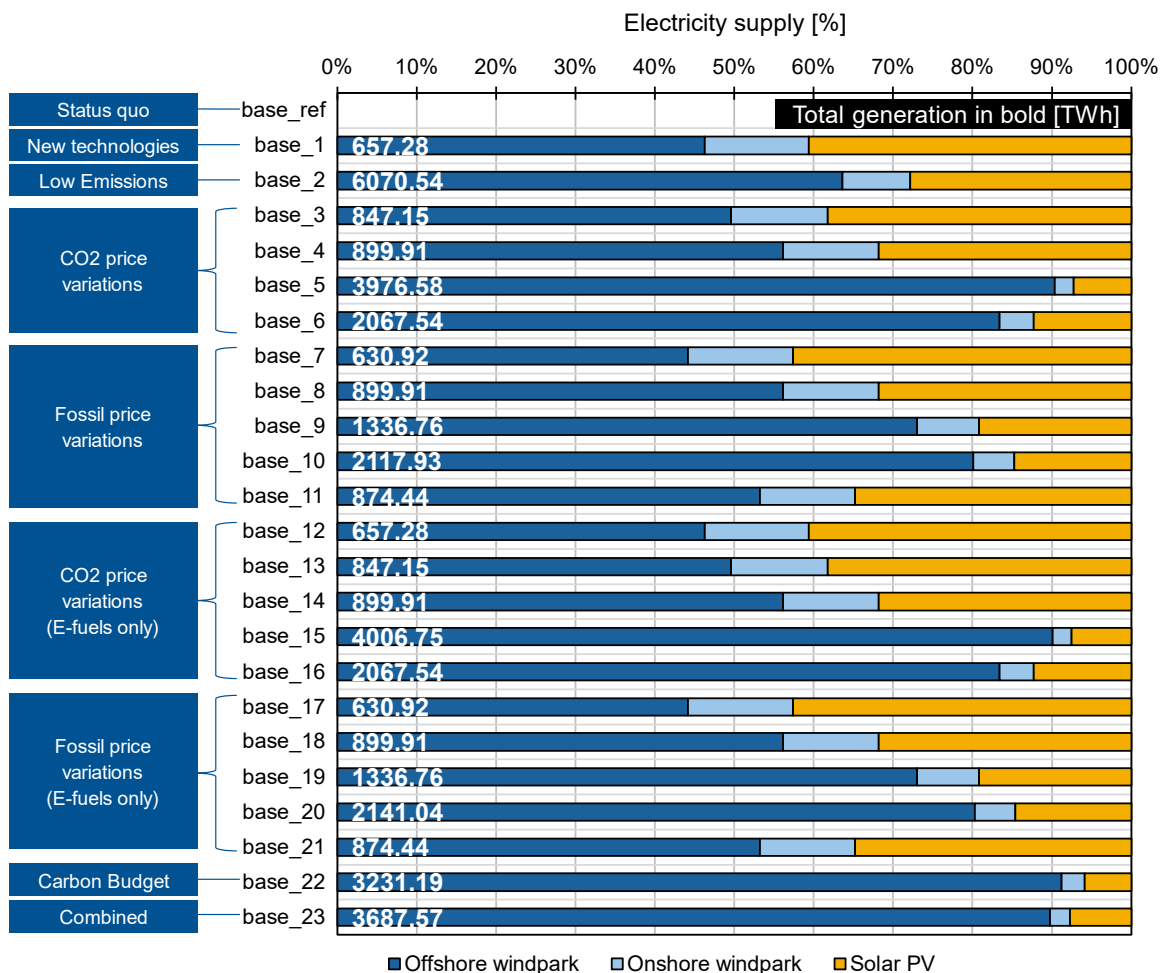 Electricity supply [%]
0% 10% 20% 30% 40% 50% 60% 70% 80% 90% 100%
Status quo base_ref Total generation in bold [TWh]
New technologies base_1 657.28
Low Emissions base_2 6070.54
CO2 price
variations
base_3 847.15
base_4 899.91
base_5 3976.58
base_6 2067.54
Fossil price
variations
base_7 630.92
base_8 899.91
base_9 1336.76
base_10 2117.93
base_11 874.44
CO2 price
variations
(E-fuels only)
base_12 657.28
base_13 847.15
base_14 899.91
base_15 4006.75
base_16 2067.54
Fossil price
variations
(E-fuels only)
base_17 630.92
base_18 899.91
base_19 1336.76
base_20 2141.04
base_21 874.44
Carbon Budget base_22 3231.19
Combined base_23 3687.57
Offshore windpark Onshore windpark Solar PV